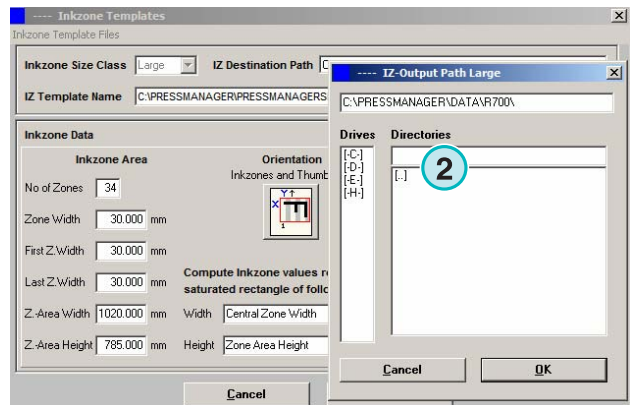 ---- Inkzone Templates
Inkzone Template Files
Inkzone Size Class Large IZ Destination Path
IZ Template Name C:\PRESSMANAGER\PRESSMANAGERS
Inkzone Data
Inkzone Area
Orientation
Inkzones and Thumb
No of Zones 34
Y
X
1
Zone Width 30.000 mm
First Z.Width 30.000 mm
Last Z.Width 30.000 mm
Compute Inkzone values r
saturated rectangle of follo
Z.-Area Width 1020.000 mm Width Central Zone Width
Z.-Area Height 785.000 mm Height Zone Area Height
Cancel
---- IZ-Output Path Large
C:\PRESSMANAGER\DATA\R700\
Drives Directories
[-C-]
[-D-]
[-E-]
[-H-]
[..]
2
Cancel OK